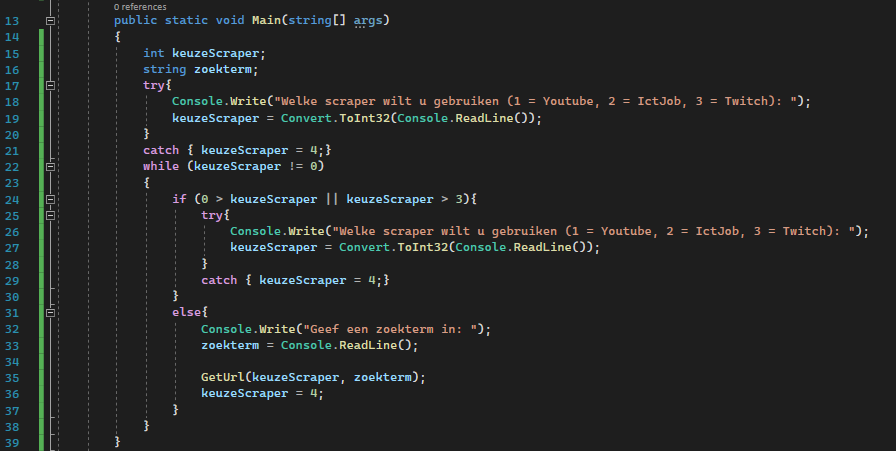 0 references
13 public static void Main(string[] args)
14 {
15 int keuzeScraper;
16 string zoekterm;
17 try{
18 Console.Write("Welke scraper wilt u gebruiken (1 = Youtube, 2 = IctJob, 3 = Twitch): ");
19 keuzeScraper = Convert.ToInt32(Console.ReadLine());
20 }
21 catch { keuzeScraper = 4;}
22 while (keuzeScraper != 0)
23 {
24 if (0 > keuzeScraper || keuzeScraper > 3){
25 try{
26 Console.Write("Welke scraper wilt u gebruiken (1 = Youtube, 2 = IctJob, 3 = Twitch): ");
27 keuzeScraper = Convert.ToInt32(Console.ReadLine());
28 }
29 catch { keuzeScraper = 4;}
30 }
31 else{
32 Console.Write("Geef een zoekterm in: ");
33 zoekterm = Console.ReadLine();
34
35 GetUrl(keuzeScraper, zoekterm);
36 keuzeScraper = 4;
37 }
38 }
39 }